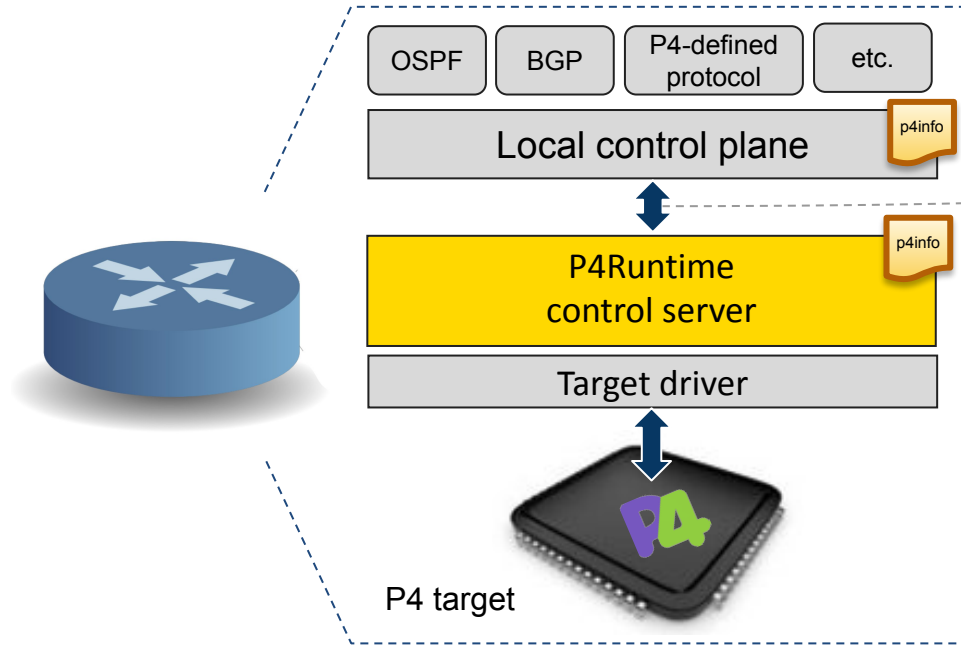 OSPF
BGP
P4-defined
protocol
etc.
Local control plane
p4info
P4Runtime
control server
p4info
Target driver
P4
P4 target